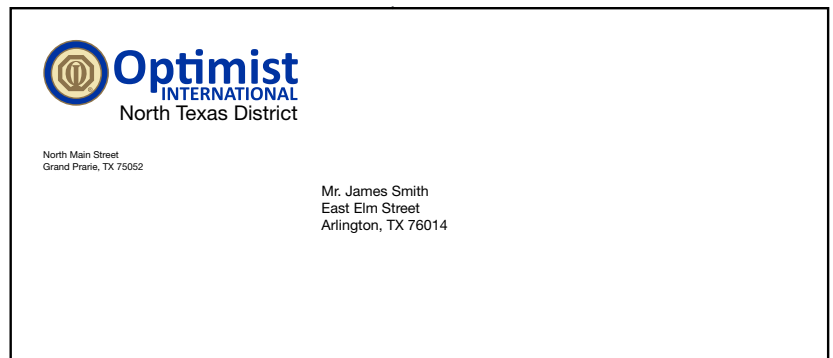 Optimist
INTERNATIONAL
North Texas District
North Main Street
Grand Prarie, TX 75052
Mr. James Smith
East Elm Street
Arlington, TX 76014